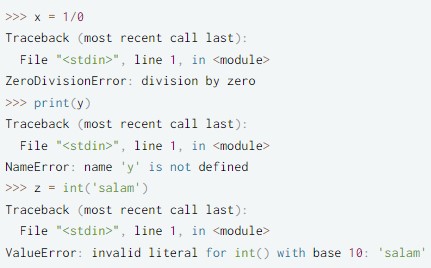 >>> x = 1/0
Traceback (most recent call last):
  File "<stdin>", line 1, in <module>
ZeroDivisionError: division by zero
>>> print(y)
Traceback (most recent call last):
  File "<stdin>", line 1, in <module>
NameError: name 'y' is not defined
>>> z = int('salam')
Traceback (most recent call last):
  File "<stdin>", line 1, in <module>
ValueError: invalid literal for int() with base 10: 'salam'